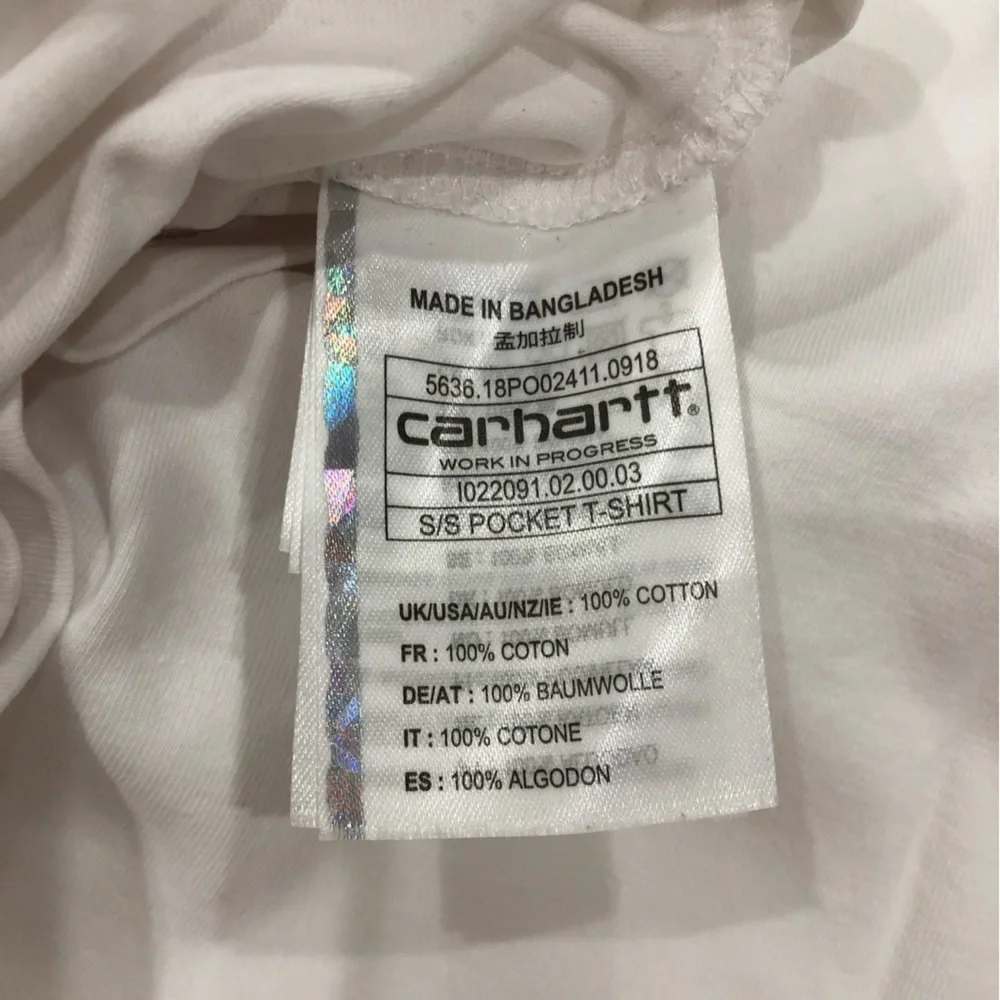 MADE IN BANGLADESH
孟加拉制
5636.18PO02411.0918
carhartt®
WORK IN PROGRESS
I022091.02.00.03
S/S POCKET T-SHIRT
UK/USA/AU/NZ/IE : 100% COTTON
FR : 100% COTON
DE/AT : 100% BAUMWOLLE
IT : 100% COTONE
ES : 100% ALGODON